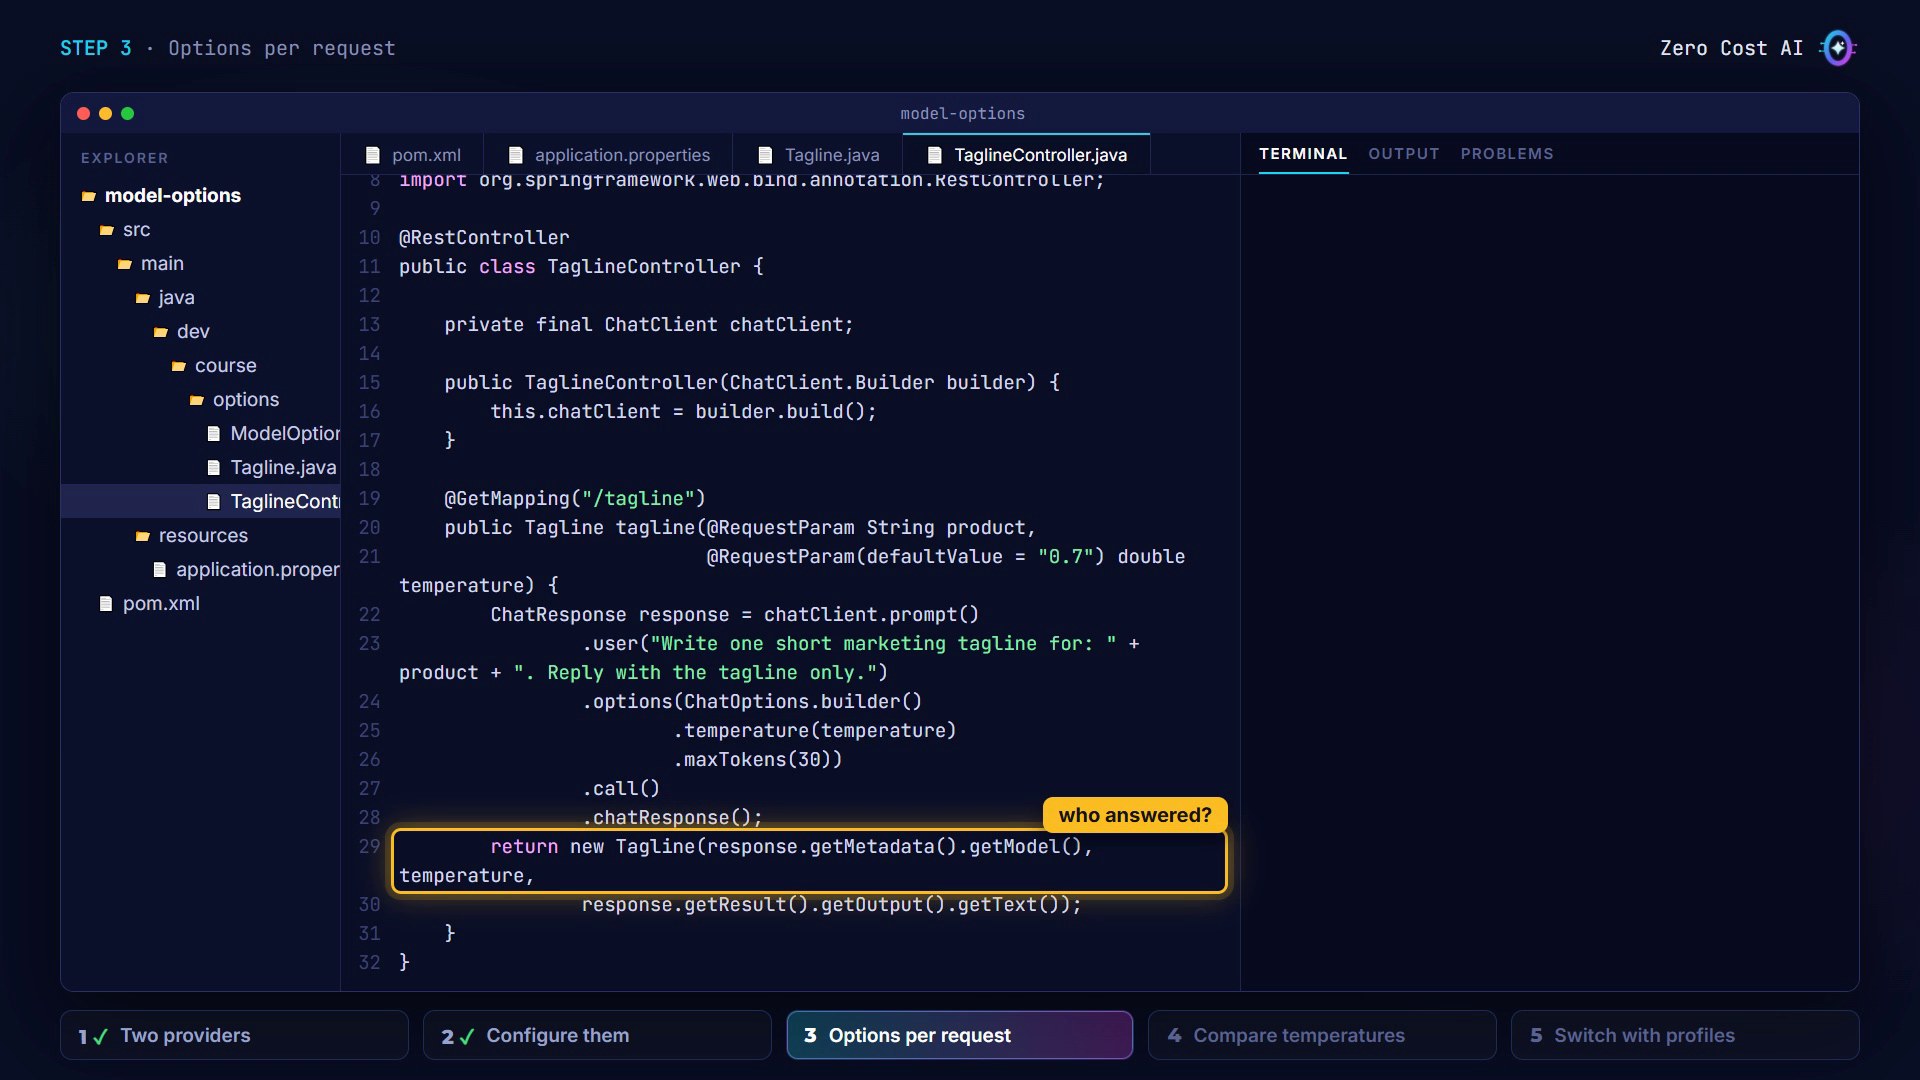 STEP 3 · Options per request
Zero Cost AI
model-options
EXPLORER
model-options
src
main
java
dev
course
options
ModelOption
Tagline.java
TaglineContr
resources
application.proper
pom.xml
pom.xml
application.properties
Tagline.java
TaglineController.java
8 import org.springframework.web.bind.annotation.RestController;
9
10 @RestController
11 public class TaglineController {
12
13     private final ChatClient chatClient;
14
15     public TaglineController(ChatClient.Builder builder) {
16         this.chatClient = builder.build();
17     }
18
19     @GetMapping("/tagline")
20     public Tagline tagline(@RequestParam String product,
21                            @RequestParam(defaultValue = "0.7") double
temperature) {
22         ChatResponse response = chatClient.prompt()
23                 .user("Write one short marketing tagline for: " +
product + ". Reply with the tagline only.")
24                 .options(ChatOptions.builder()
25                         .temperature(temperature)
26                         .maxTokens(30))
27                 .call()
28                 .chatResponse();
who answered?
29         return new Tagline(response.getMetadata().getModel(),
temperature,
30                 response.getResult().getOutput().getText());
31     }
32 }
TERMINAL
OUTPUT
PROBLEMS
1 ✓ Two providers
2 ✓ Configure them
3 Options per request
4 Compare temperatures
5 Switch with profiles